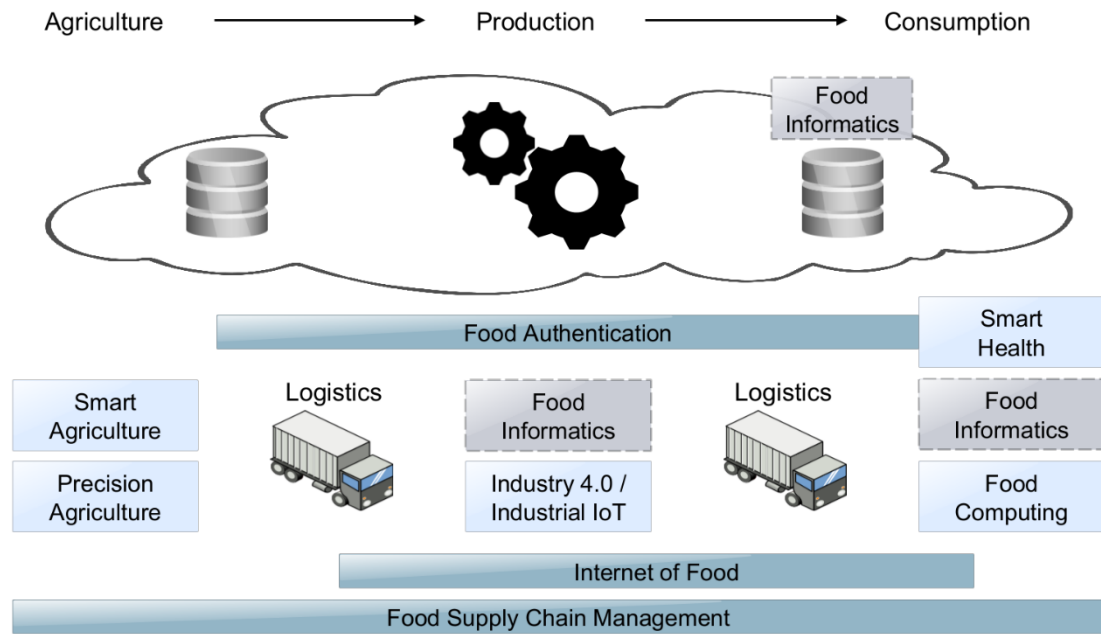 Agriculture
Production
Consumption
Food
Informatics
Food Authentication
Smart
Health
Smart
Agriculture
Logistics
Food
Informatics
Logistics
Food
Informatics
Precision
Agriculture
Industry 4.0 /
Industrial IoT
Food
Computing
Internet of Food
Food Supply Chain Management